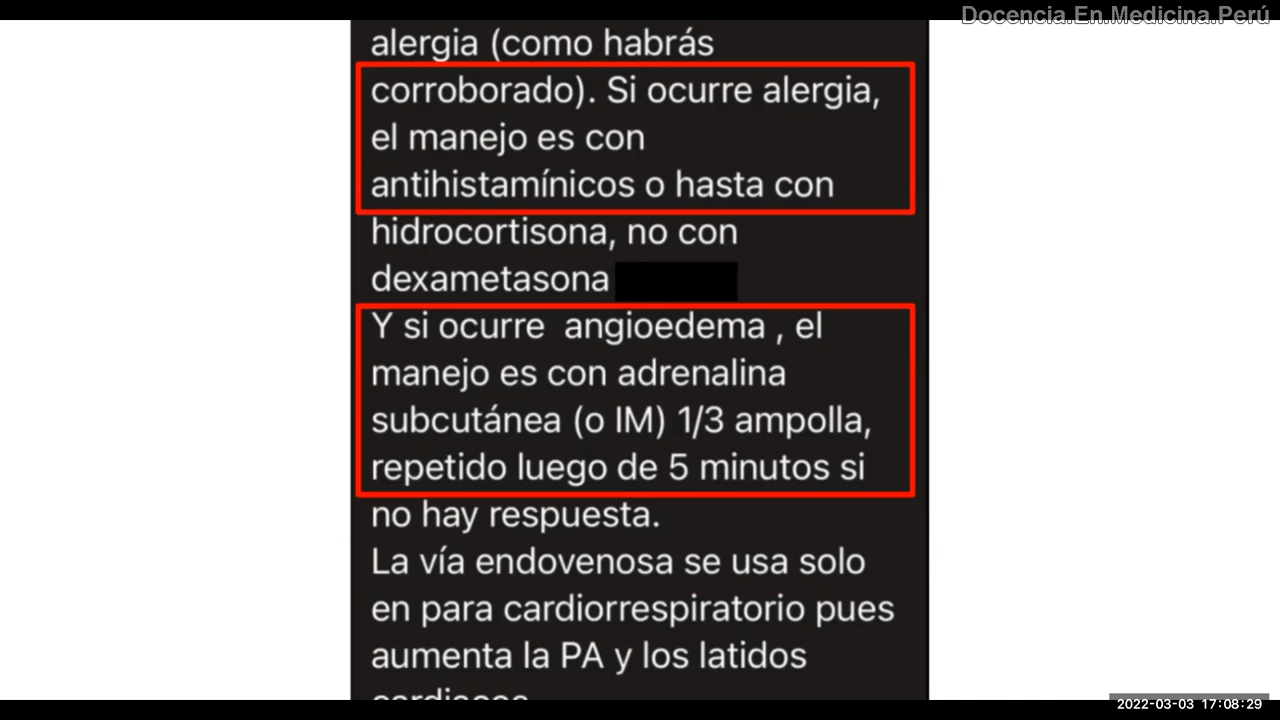 Docencia.En.Medicina.Perú
alergia (como habrás
corroborado). Si ocurre alergia,
el manejo es con
antihistamínicos o hasta con
hidrocortisona, no con
dexametasona
Y si ocurre angioedema , el
manejo es con adrenalina
subcutánea (o IM) 1/3 ampolla,
repetido luego de 5 minutos si
no hay respuesta.
La vía endovenosa se usa solo
en para cardiorrespiratorio pues
aumenta la PA y los latidos
2022-03-03 17:08:29